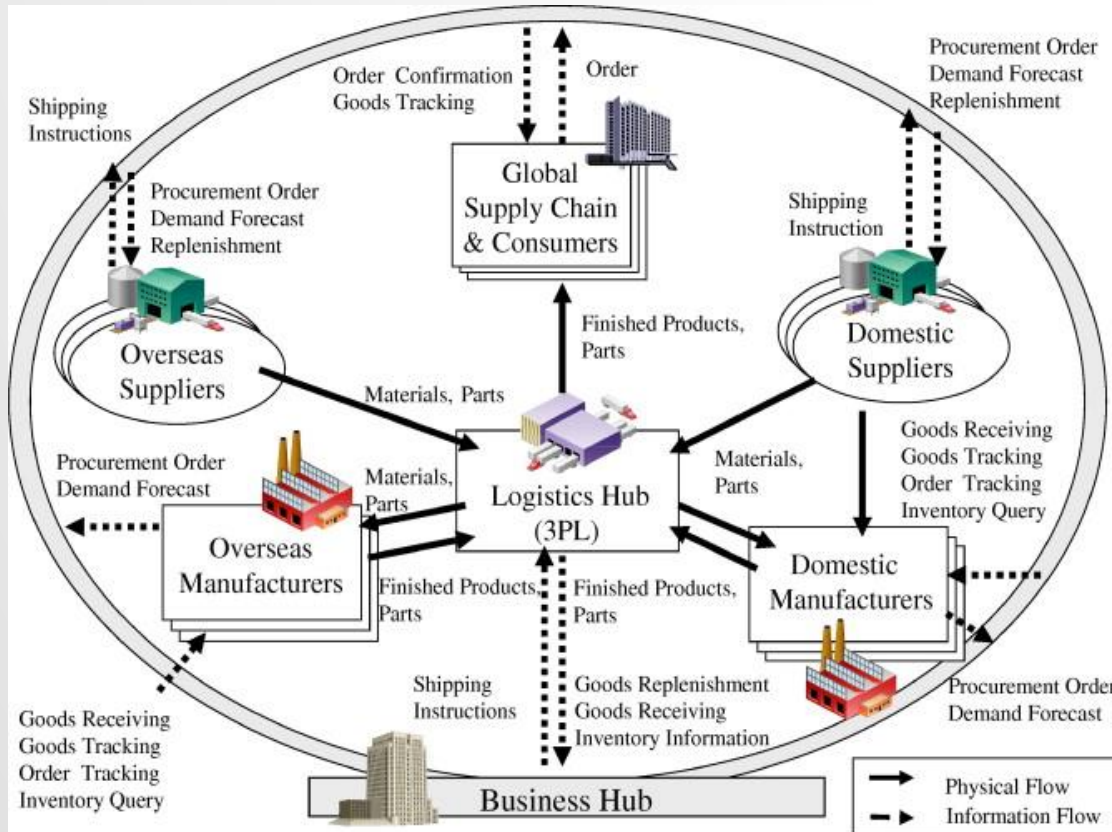 Order Confirmation
Goods Tracking
Order
Procurement Order
Demand Forecast
Replenishment
Shipping
Instructions
Procurement Order
Demand Forecast
Replenishment
Global
Supply Chain
& Consumers
Shipping
Instruction
Overseas
Suppliers
Finished Products,
Parts
Domestic
Suppliers
Materials, Parts
Procurement Order
Demand Forecast
Materials,
Parts
Logistics Hub
(3PL)
Materials,
Parts
Goods Receiving
Goods Tracking
Order Tracking
Inventory Query
Overseas
Manufacturers
Finished Products,
Parts
Finished Products,
Parts
Domestic
Manufacturers
Shipping
Instructions
Goods Replenishment
Goods Receiving
Inventory Information
Procurement Order
Demand Forecast
Goods Receiving
Goods Tracking
Order Tracking
Inventory Query
Business Hub
Physical Flow
Information Flow